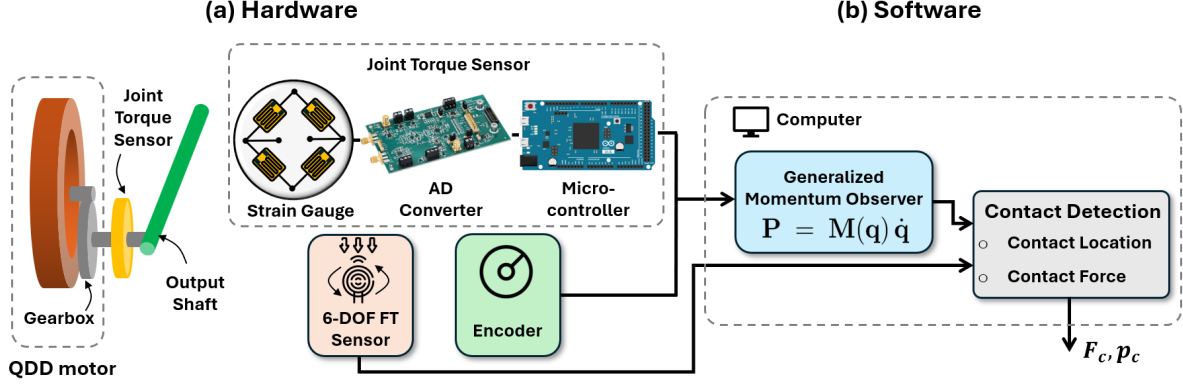 (a) Hardware
(b) Software
Joint Torque Sensor
Joint
Torque
Sensor
Computer
Generalized
Momentum Observer
P = M(q) q̇
Strain Gauge
AD
Converter
Micro-
controller
Contact Detection
○ Contact Location
○ Contact Force
Output
Shaft
Gearbox
6-DOF FT
Sensor
Encoder
QDD motor
F_c, p_c